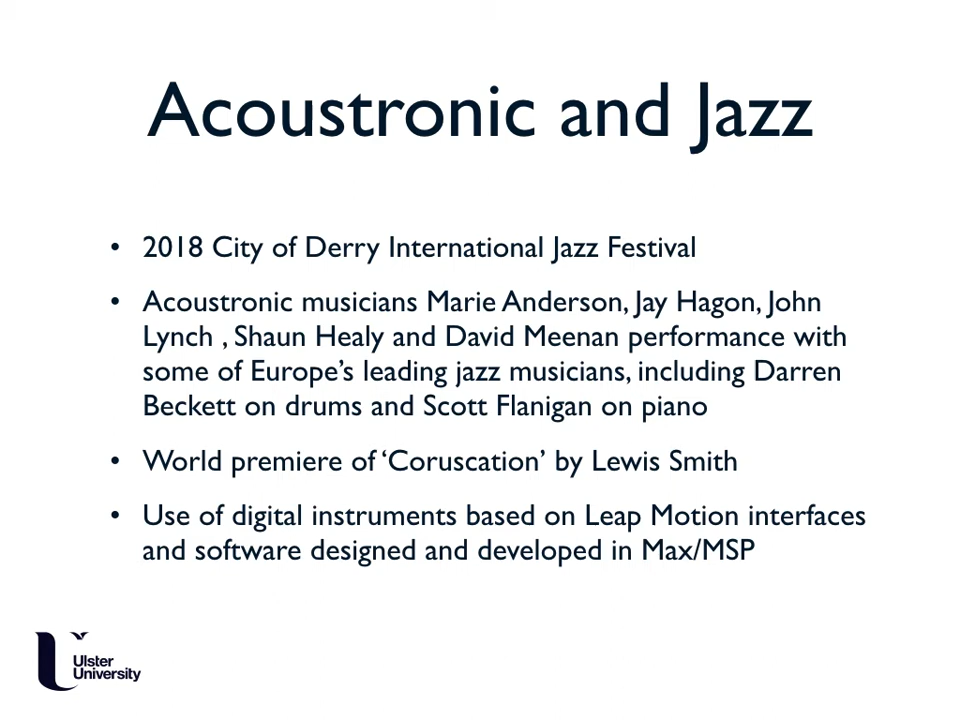 Acoustronic and Jazz
• 2018 City of Derry International Jazz Festival
• Acoustronic musicians Marie Anderson, Jay Hagon, John
Lynch , Shaun Healy and David Meenan performance with
some of Europe’s leading jazz musicians, including Darren
Beckett on drums and Scott Flanigan on piano
• World premiere of ‘Coruscation’ by Lewis Smith
• Use of digital instruments based on Leap Motion interfaces
and software designed and developed in Max/MSP
Ulster
University